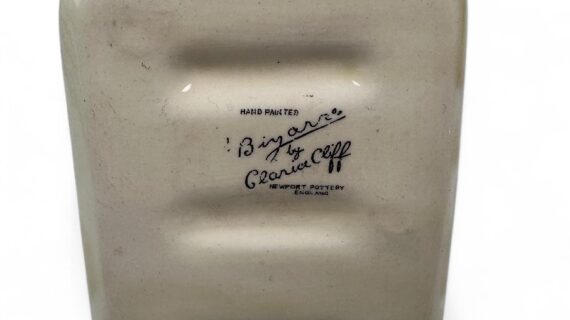 HAND PAINTED
"Bizarre"
by
Clarice Cliff
NEWPORT POTTERY
ENGLAND